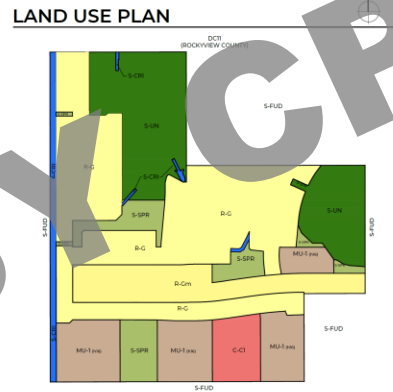 LAND USE PLAN
DC11
(ROCKYVIEW COUNTY)
S-CRI
S-FUD
S-UN
R-G
S-CRI
S-SPR
R-G
S-UN
S-FUD
S-FUD
R-G
S-SPR
MU-1
R-Gm
R-G
S-CRI
S-FUD
MU-1
S-SPR
MU-1
C-C1
MU-1
S-FUD